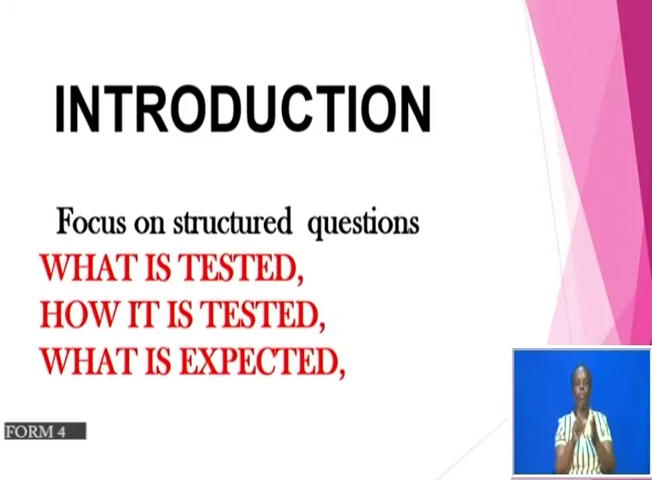 INTRODUCTION
Focus on structured questions
WHAT IS TESTED,
HOW IT IS TESTED,
WHAT IS EXPECTED,
FORM 4